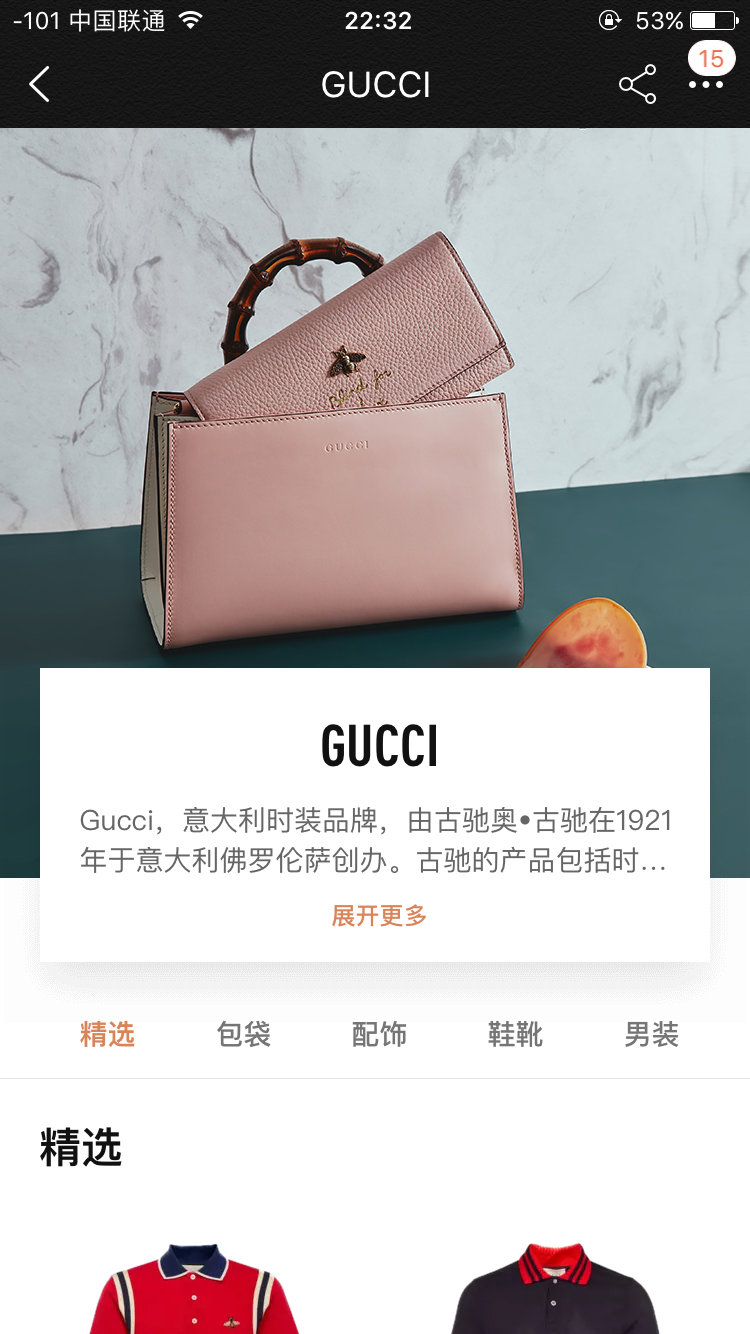 -101 中国联通
22:32
53%
15
GUCCI
GUCCI
GUCCI
Gucci，意大利时装品牌，由古驰奥•古驰在1921
年于意大利佛罗伦萨创办。古驰的产品包括时...
展开更多
精选
包袋
配饰
鞋靴
男装
精选